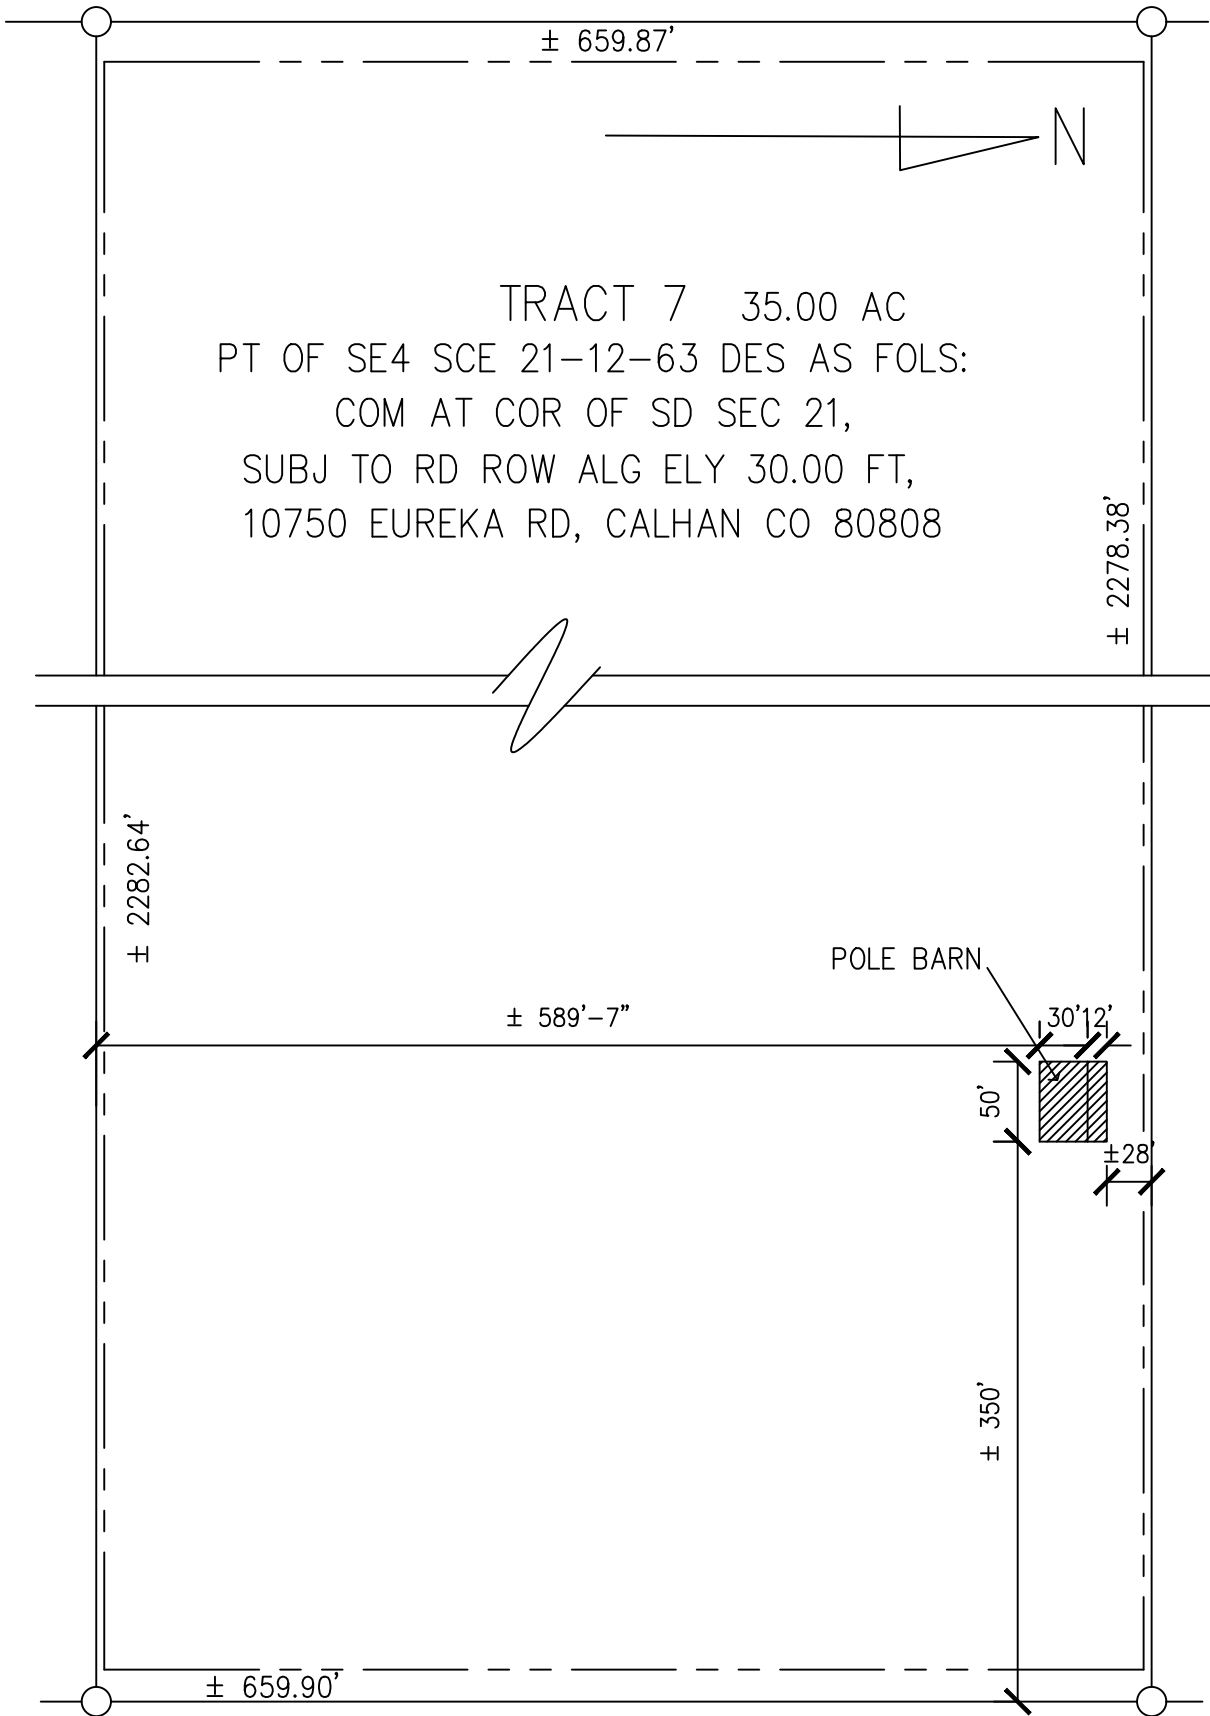 ± 659.87'
N
TRACT 7 35.00 AC
PT OF SE4 SCE 21-12-63 DES AS FOLS:
COM AT COR OF SD SEC 21,
SUBJ TO RD ROW ALG ELY 30.00 FT,
10750 EUREKA RD, CALHAN CO 80808
± 2278.38'
± 2282.64'
POLE BARN
± 589'-7"
30'
12'
50'
±28'
± 350'
± 659.90'